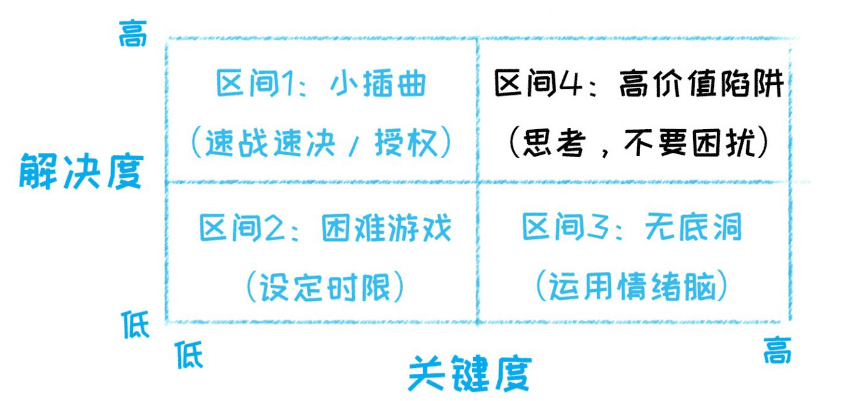 高
区间1：小插曲
（速战速决 / 授权）
区间4：高价值陷阱
（思考，不要困扰）
解决度
区间2：困难游戏
（设定时限）
区间3：无底洞
（运用情绪脑）
低
低
关键度
高